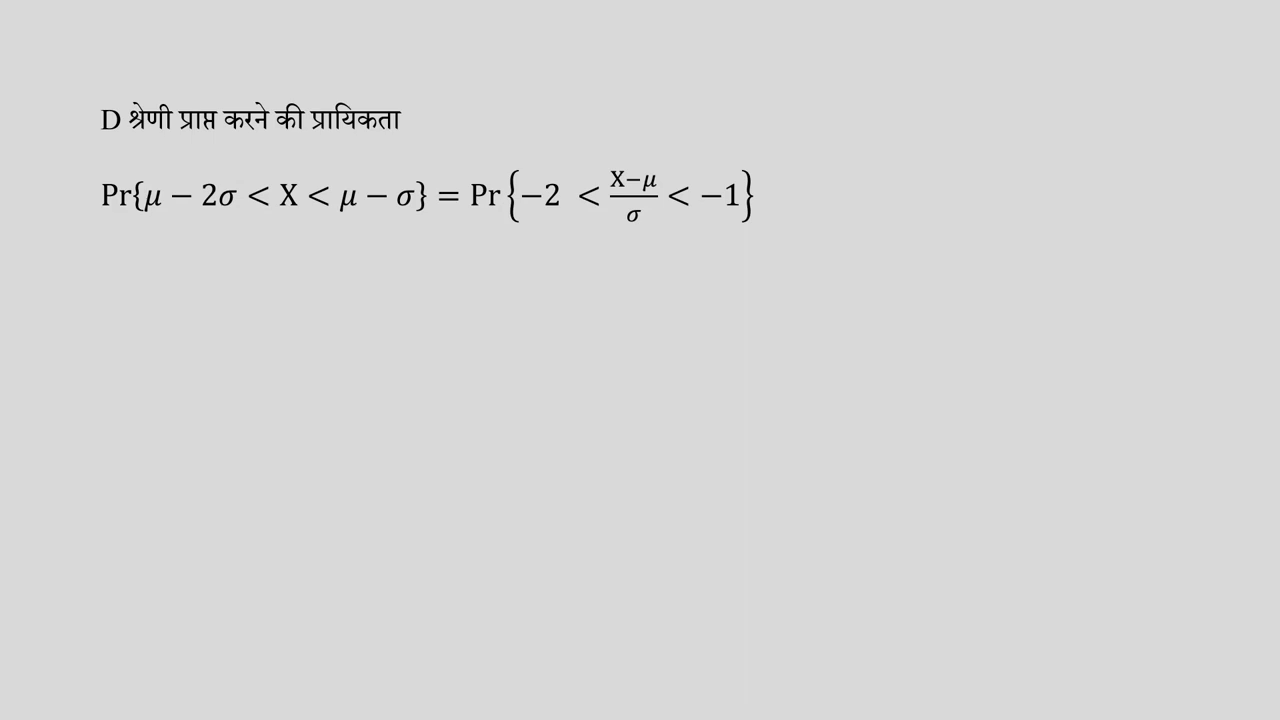 D श्रेणी प्राप्त करने की प्रायिकता
Pr{μ − 2σ < X < μ − σ} = Pr {−2 < X−μ/σ < −1}